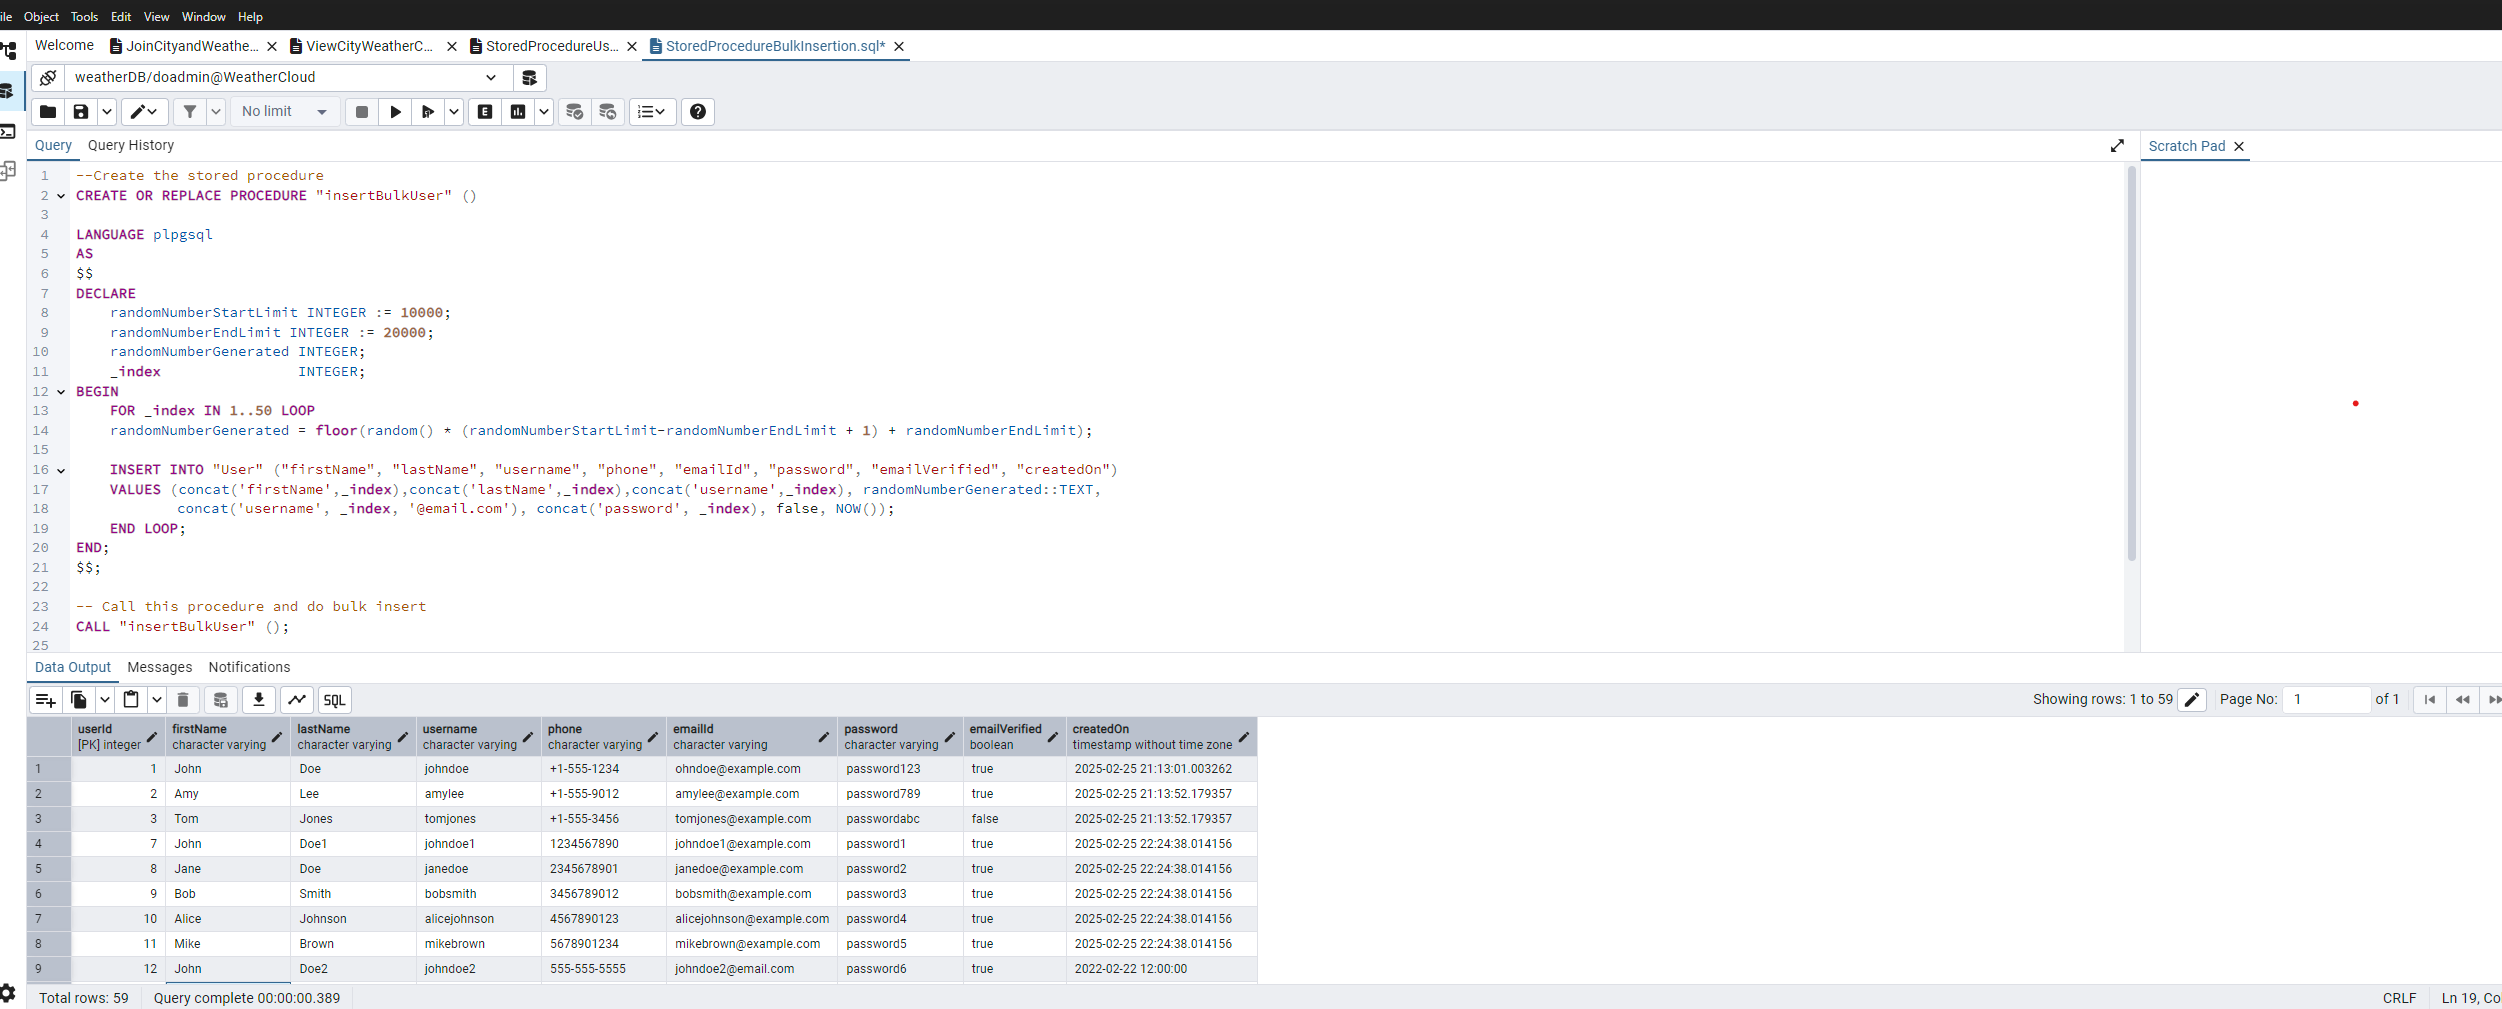 ile Object Tools Edit View Window Help
Welcome JoinCityandWeathe... ViewCityWeatherC... StoredProcedureUs... StoredProcedureBulkInsertion.sql*
weatherDB/doadmin@WeatherCloud
No limit
Query Query History
Scratch Pad
1 --Create the stored procedure
2 CREATE OR REPLACE PROCEDURE "insertBulkUser" ()
3
4 LANGUAGE plpgsql
5 AS
6 $$
7 DECLARE
8 randomNumberStartLimit INTEGER := 10000;
9 randomNumberEndLimit INTEGER := 20000;
10 randomNumberGenerated INTEGER;
11 _index INTEGER;
12 BEGIN
13 FOR _index IN 1..50 LOOP
14 randomNumberGenerated = floor(random() * (randomNumberStartLimit-randomNumberEndLimit + 1) + randomNumberEndLimit);
15
16 INSERT INTO "User" ("firstName", "lastName", "username", "phone", "emailId", "password", "emailVerified", "createdOn")
17 VALUES (concat('firstName',_index),concat('lastName',_index),concat('username',_index), randomNumberGenerated::TEXT,
18 concat('username', _index, '@email.com'), concat('password', _index), false, NOW());
19 END LOOP;
20 END;
21 $$;
22
23 -- Call this procedure and do bulk insert
24 CALL "insertBulkUser" ();
25
Data Output Messages Notifications
SQL
Showing rows: 1 to 59 Page No: 1 of 1
userId firstName lastName username phone emailId password emailVerified createdOn
[PK] integer character varying character varying character varying character varying character varying character varying boolean timestamp without time zone
1 1 John Doe johndoe +1-555-1234 ohndoe@example.com password123 true 2025-02-25 21:13:01.003262
2 2 Amy Lee amylee +1-555-9012 amylee@example.com password789 true 2025-02-25 21:13:52.179357
3 3 Tom Jones tomjones +1-555-3456 tomjones@example.com passwordabc false 2025-02-25 21:13:52.179357
4 7 John Doe1 johndoe1 1234567890 johndoe1@example.com password1 true 2025-02-25 22:24:38.014156
5 8 Jane Doe janedoe 2345678901 janedoe@example.com password2 true 2025-02-25 22:24:38.014156
6 9 Bob Smith bobsmith 3456789012 bobsmith@example.com password3 true 2025-02-25 22:24:38.014156
7 10 Alice Johnson alicejohnson 4567890123 alicejohnson@example.com password4 true 2025-02-25 22:24:38.014156
8 11 Mike Brown mikebrown 5678901234 mikebrown@example.com password5 true 2025-02-25 22:24:38.014156
9 12 John Doe2 johndoe2 555-555-5555 johndoe2@email.com password6 true 2022-02-22 12:00:00
Total rows: 59 Query complete 00:00:00.389 CRLF Ln 19, Co